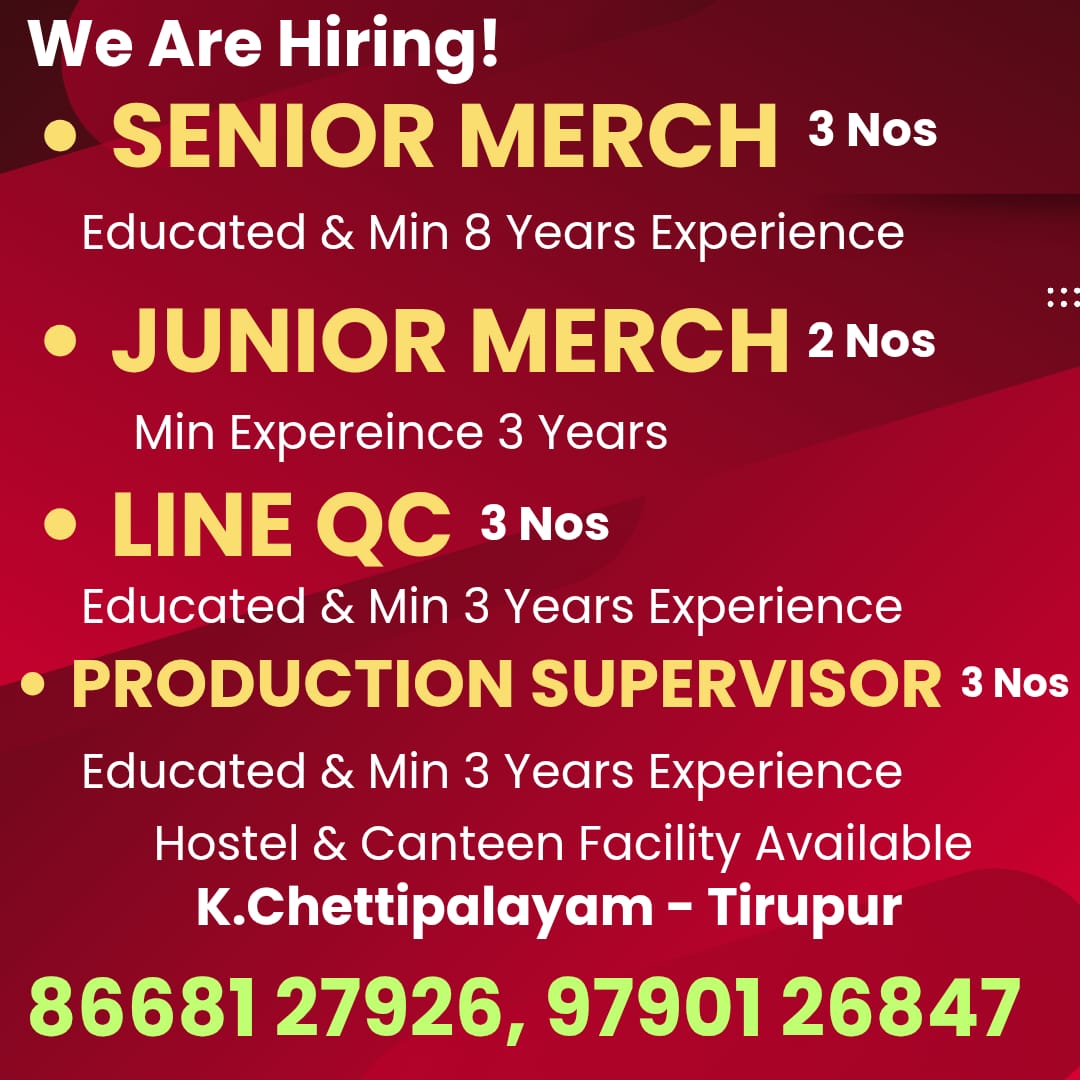 We Are Hiring!
• SENIOR MERCH 3 Nos
Educated & Min 8 Years Experience
• JUNIOR MERCH 2 Nos
Min Expereince 3 Years
• LINE QC 3 Nos
Educated & Min 3 Years Experience
• PRODUCTION SUPERVISOR 3 Nos
Educated & Min 3 Years Experience
Hostel & Canteen Facility Available
K.Chettipalayam - Tirupur
86681 27926, 97901 26847